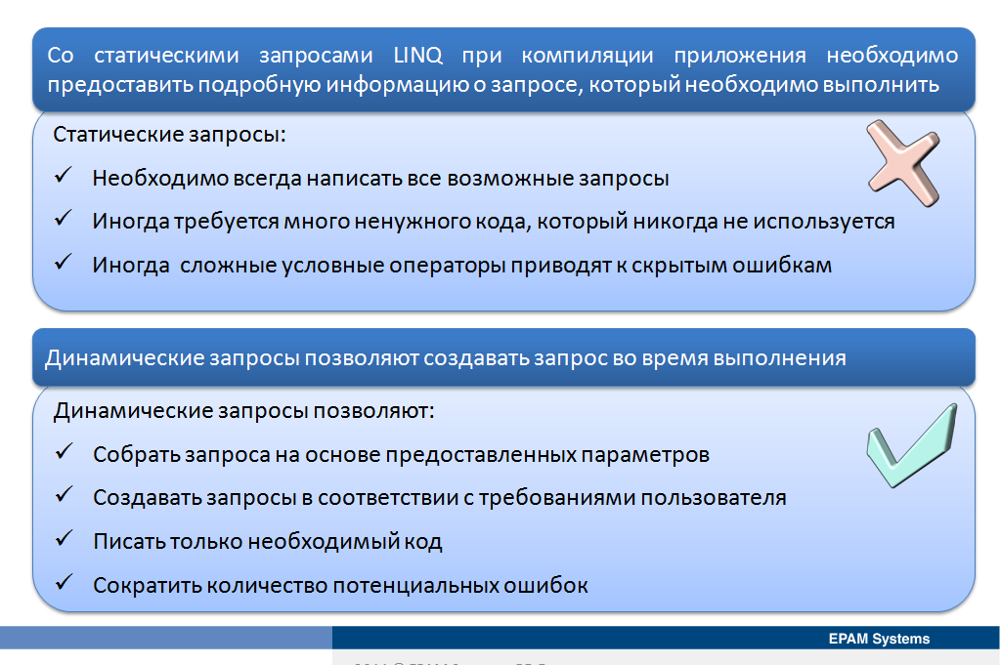 Со статическими запросами LINQ при компиляции приложения необходимо
предоставить подробную информацию о запросе, который необходимо выполнить
Статические запросы:
Необходимо всегда написать все возможные запросы
Иногда требуется много ненужного кода, который никогда не используется
Иногда сложные условные операторы приводят к скрытым ошибкам
Динамические запросы позволяют создавать запрос во время выполнения
Динамические запросы позволяют:
Собрать запроса на основе предоставленных параметров
Создавать запросы в соответствии с требованиями пользователя
Писать только необходимый код
Сократить количество потенциальных ошибок
EPAM Systems